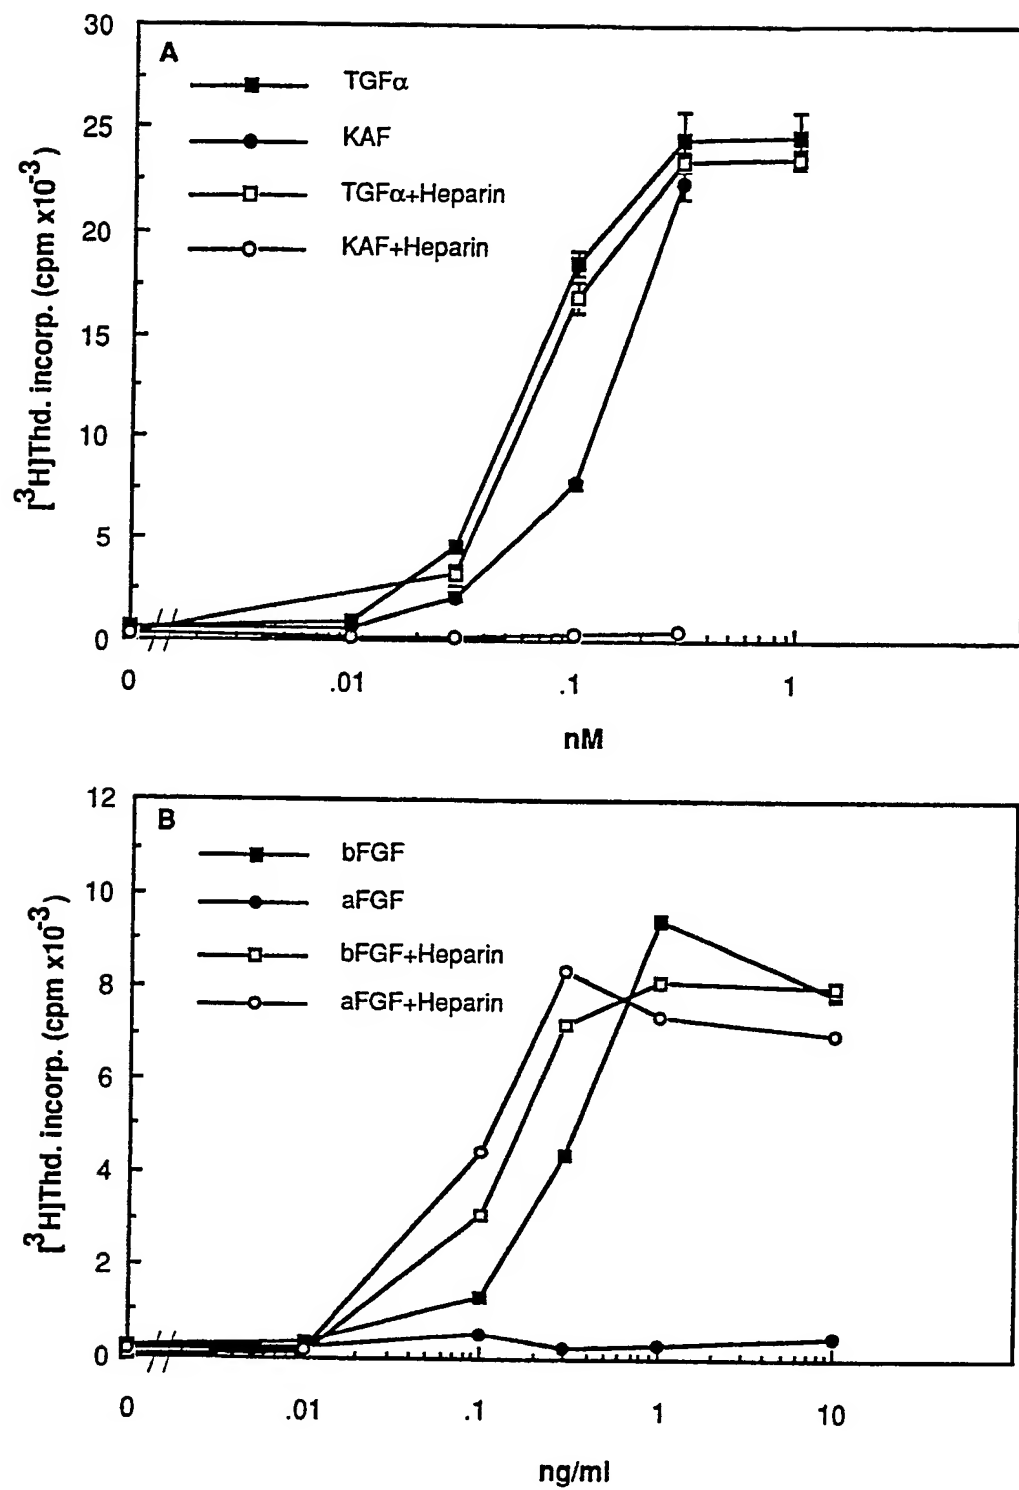 30
A
TGFα
25
KAF
TGFα+Heparin
20
KAF+Heparin
15
10
5
0
[³H]Thd. incorp. (cpm x10⁻³)
0 .01 .1 1
nM
12
B
bFGF
10
aFGF
bFGF+Heparin
8
aFGF+Heparin
6
4
2
0
[³H]Thd. incorp. (cpm x10⁻³)
0 .01 .1 1 10
ng/ml